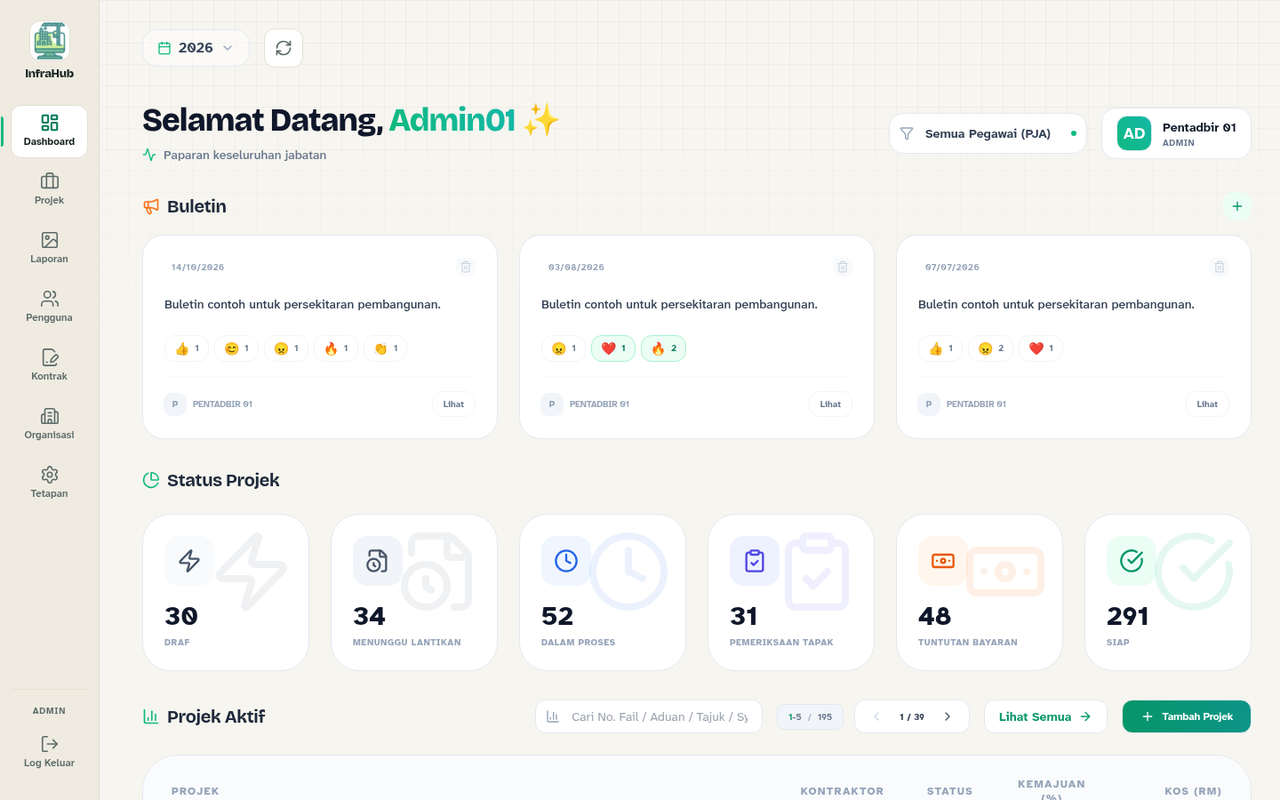 InfraHub
Dashboard
Projek
Laporan
Pengguna
Kontrak
Organisasi
Tetapan
ADMIN
Log Keluar
2026
Selamat Datang, Admin01 ✨
Paparan keseluruhan jabatan
Semua Pegawai (PJA)
AD
Pentadbir 01
ADMIN
Buletin
14/10/2026
Buletin contoh untuk persekitaran pembangunan.
👍 1 😊 1 😠 1 🔥 1 👏 1
P PENTADBIR 01 Lihat
03/08/2026
Buletin contoh untuk persekitaran pembangunan.
😠 1 ❤️ 1 🔥 2
P PENTADBIR 01 Lihat
07/07/2026
Buletin contoh untuk persekitaran pembangunan.
👍 1 😠 2 ❤️ 1
P PENTADBIR 01 Lihat
Status Projek
30
DRAF
34
MENUNGGU LANTIKAN
52
DALAM PROSES
31
PEMERIKSAAN TAPAK
48
TUNTUTAN BAYARAN
291
SIAP
Projek Aktif
Cari No. Fail / Aduan / Tajuk / Sy
1-5 / 195
1 / 39
Lihat Semua
Tambah Projek
PROJEK KONTRAKTOR STATUS KEMAJUAN (%) KOS (RM)